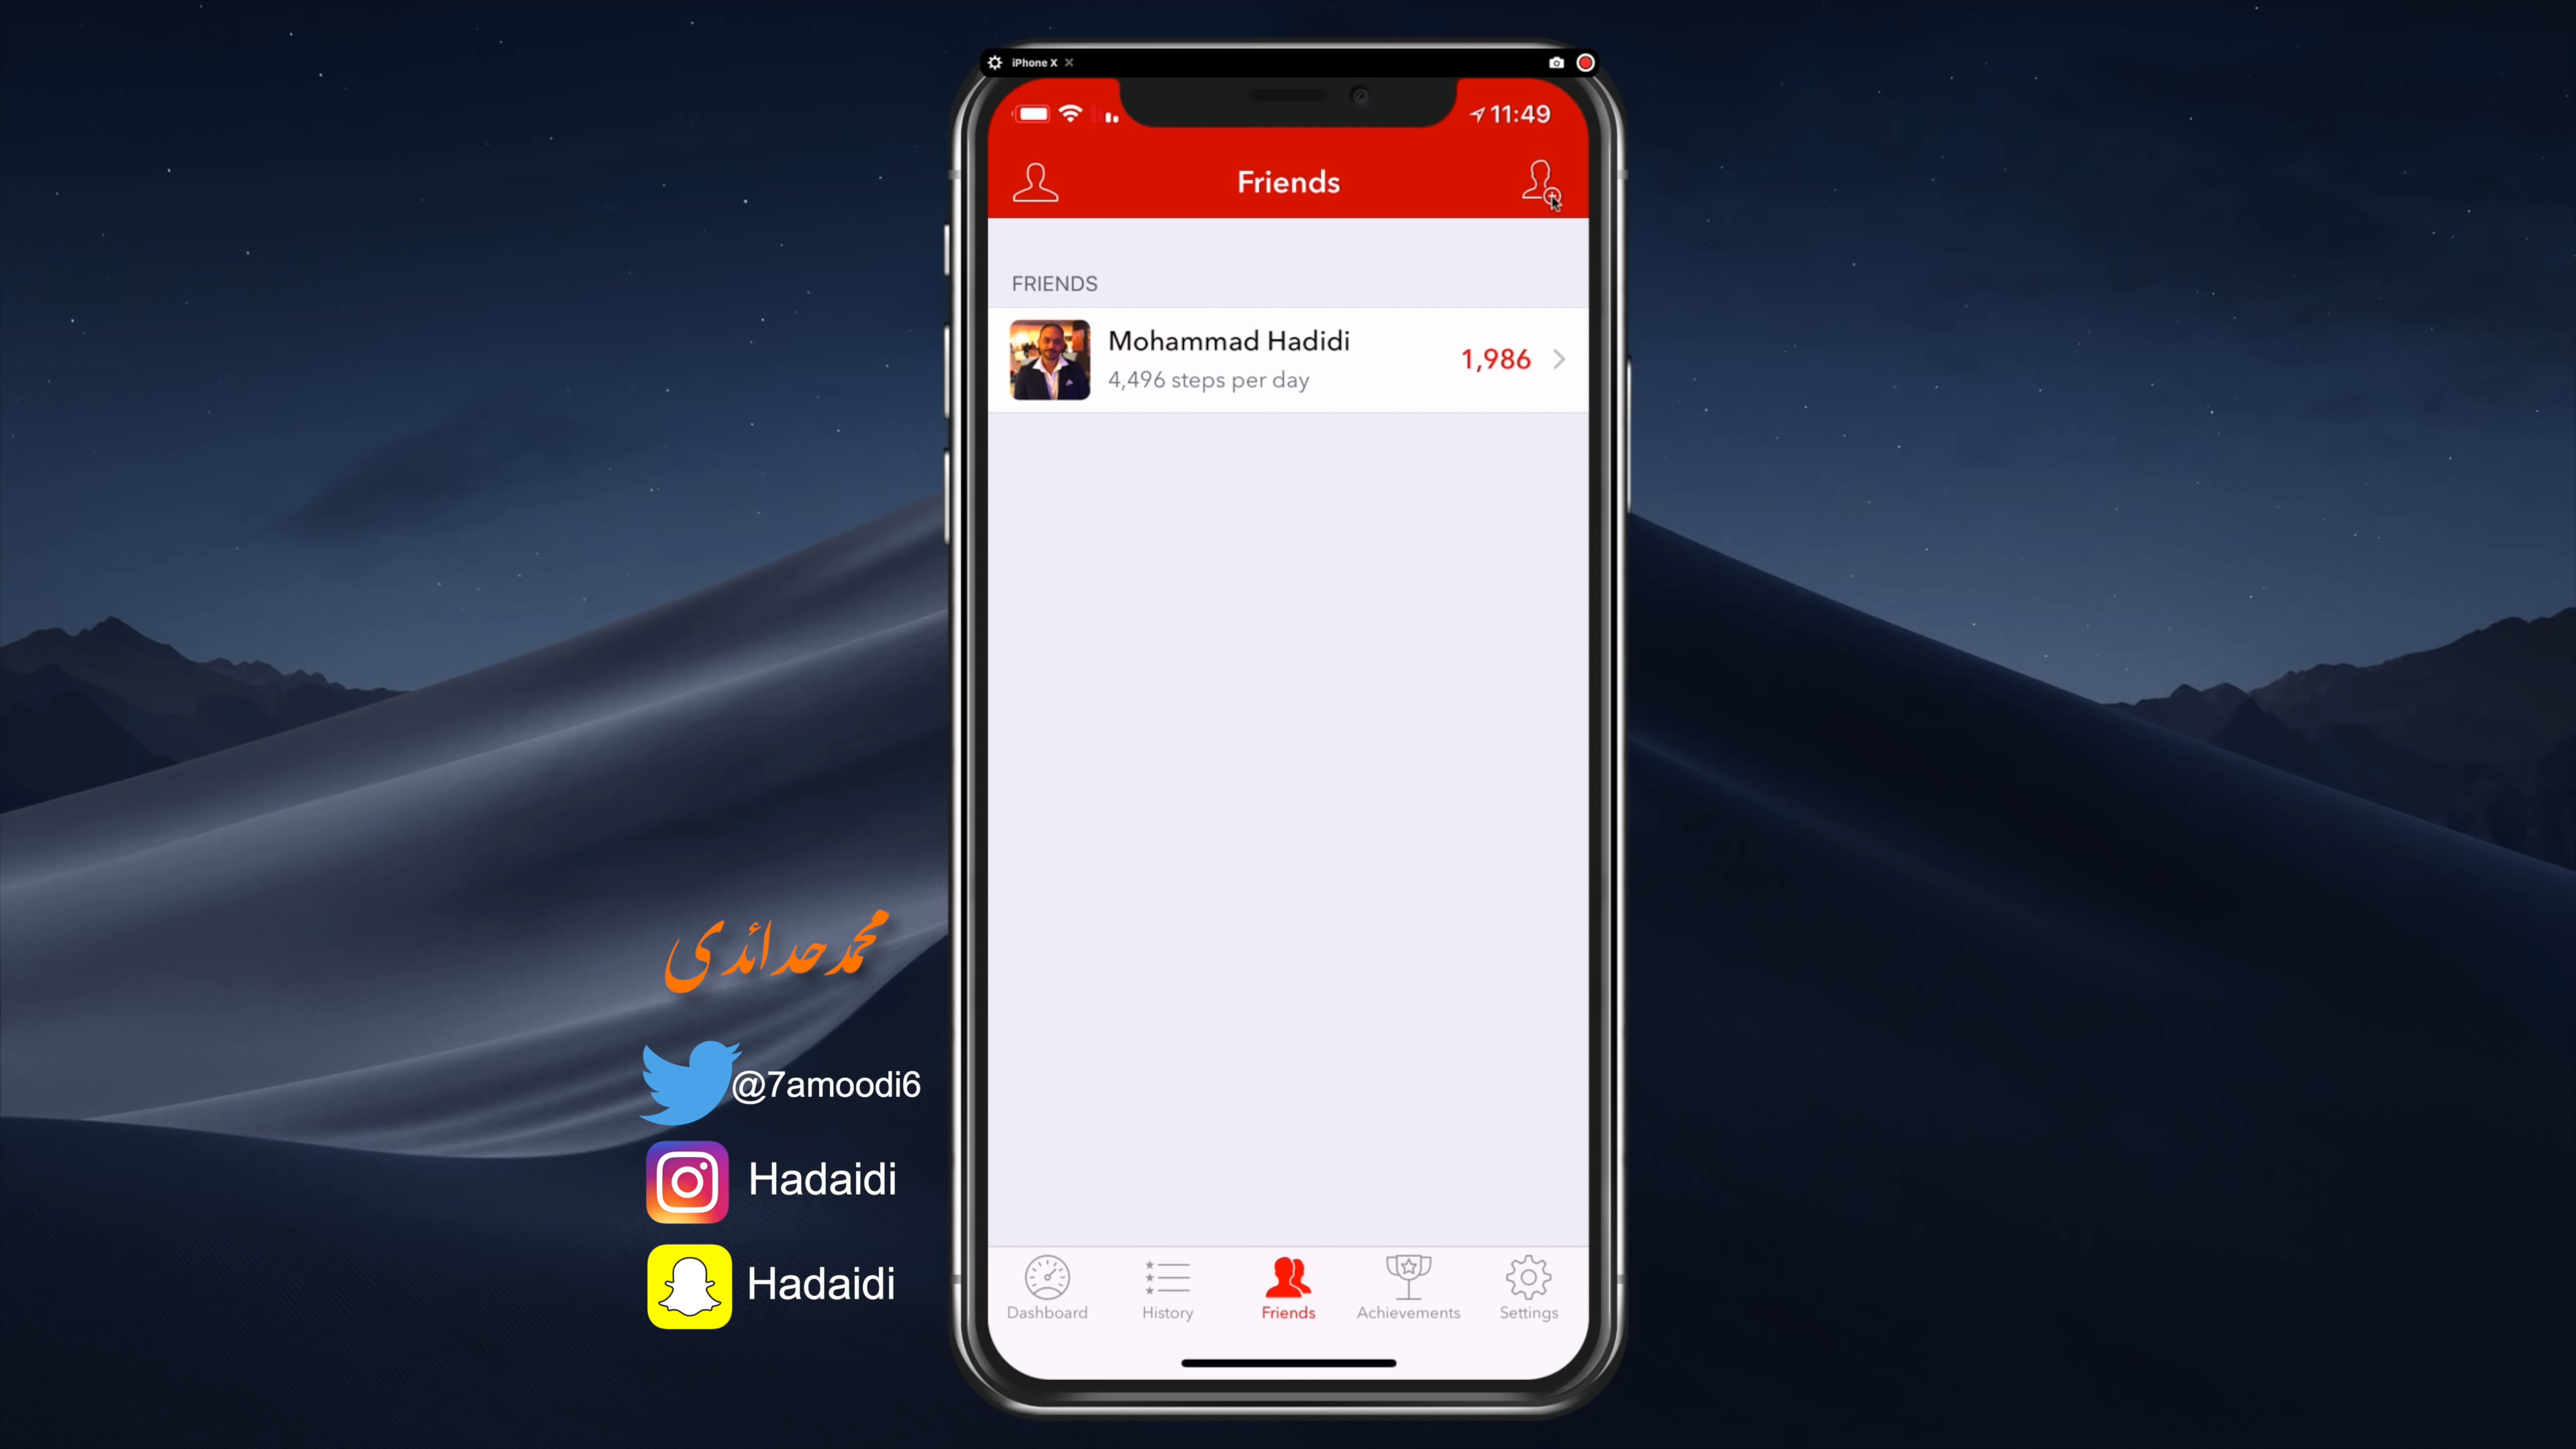 iPhone X
11:49
Friends
FRIENDS
Mohammad Hadidi
4,496 steps per day
1,986
Dashboard
History
Friends
Achievements
Settings
محمد حدائدی
@7amoodi6
Hadaidi
Hadaidi